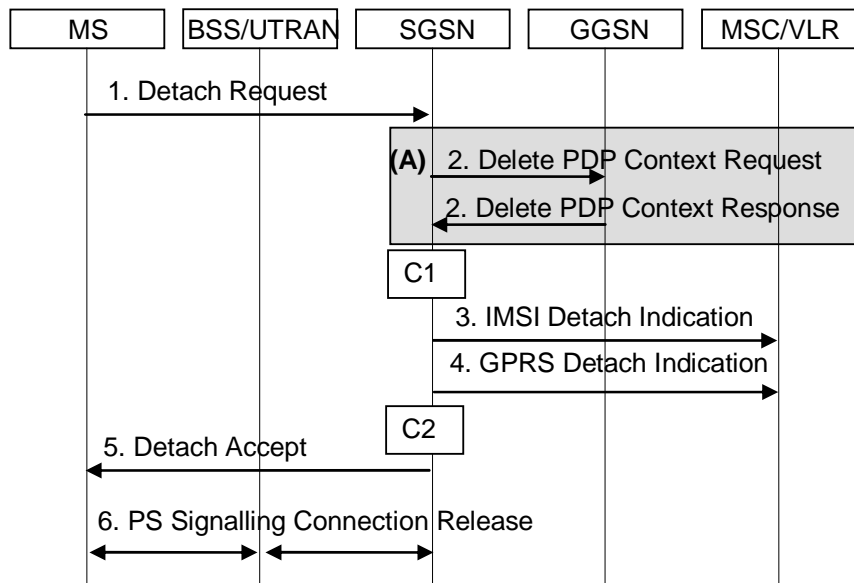 MS BSS/UTRAN SGSN GGSN MSC/VLR
1. Detach Request
(A) 2. Delete PDP Context Request
2. Delete PDP Context Response
C1
3. IMSI Detach Indication
4. GPRS Detach Indication
C2
5. Detach Accept
6. PS Signalling Connection Release